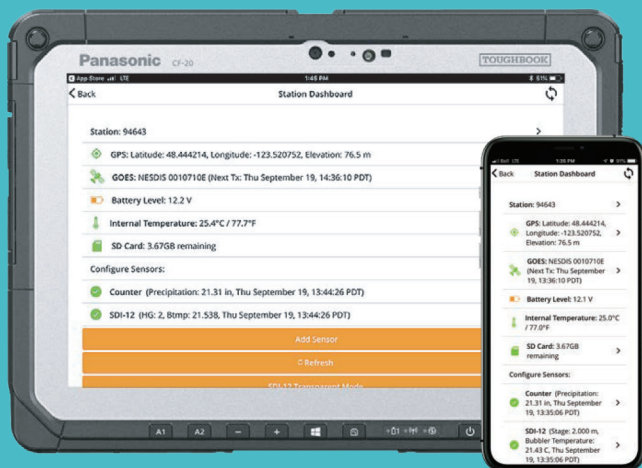 Panasonic CF-20
TOUGHBOOK
App Store LTE 1:46 PM 51%
Back Station Dashboard
Station: 94643
GPS: Latitude: 48.444214, Longitude: -123.520752, Elevation: 76.5 m
GOES: NESDIS 0010710E (Next Tx: Thu September 19, 14:36:10 PDT)
Battery Level: 12.2 V
Internal Temperature: 25.4°C / 77.7°F
SD Card: 3.67GB remaining
Configure Sensors:
Counter (Precipitation: 21.31 in, Thu September 19, 13:44:26 PDT)
SDI-12 (HG: 2, Btmp: 21.538, Thu September 19, 13:44:26 PDT)
Add Sensor
Refresh
SDI-12 Transparent Mode
A1 A2 - +
Bell LTE 1:35 PM 51%
Back Station Dashboard
Station: 94643
GPS: Latitude: 48.444214,
Longitude: -123.520752,
Elevation: 76.5 m
GOES: NESDIS 0010710E
(Next Tx: Thu September
19, 14:36:10 PDT)
Battery Level: 12.1 V
Internal Temperature: 25.0°C
/ 77.0°F
SD Card: 3.67GB
remaining
Configure Sensors:
Counter (Precipitation:
21.31 in, Thu September
19, 13:35:06 PDT)
SDI-12 (Stage: 2.000 m,
Bubbler Temperature:
21.43 C, Thu September
19, 13:35:06 PDT)